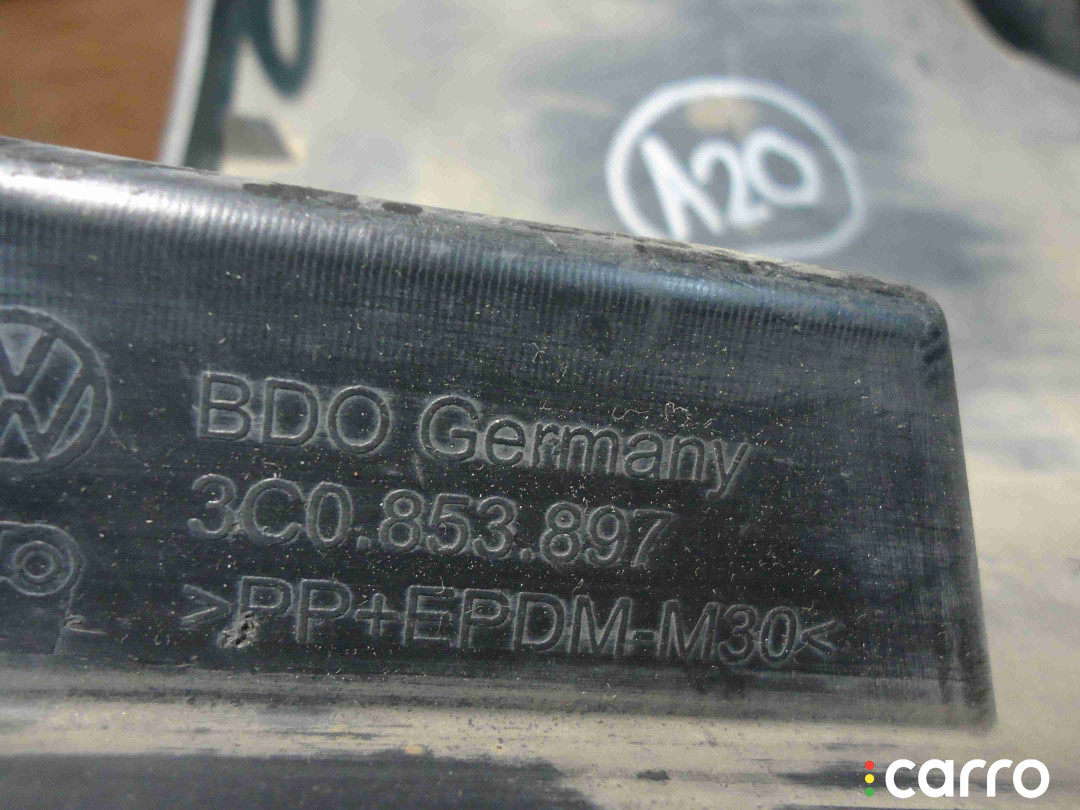 A20
BDO Germany
3C0.853.897
>PP+EPDM-M30<
carro